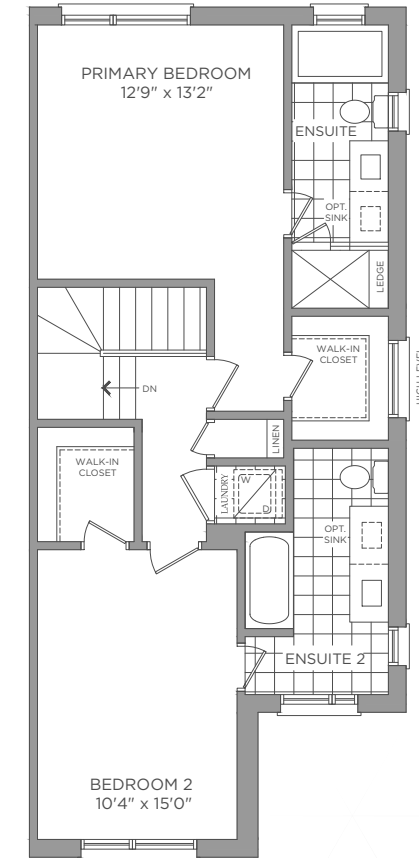 PRIMARY BEDROOM
12'9" x 13'2"
ENSUITE
OPT.
SINK
LEDGE
WALK-IN
CLOSET
DN
LINEN
WALK-IN
CLOSET
LAUNDRY
W
D
OPT.
SINK
ENSUITE 2
BEDROOM 2
10'4" x 15'0"